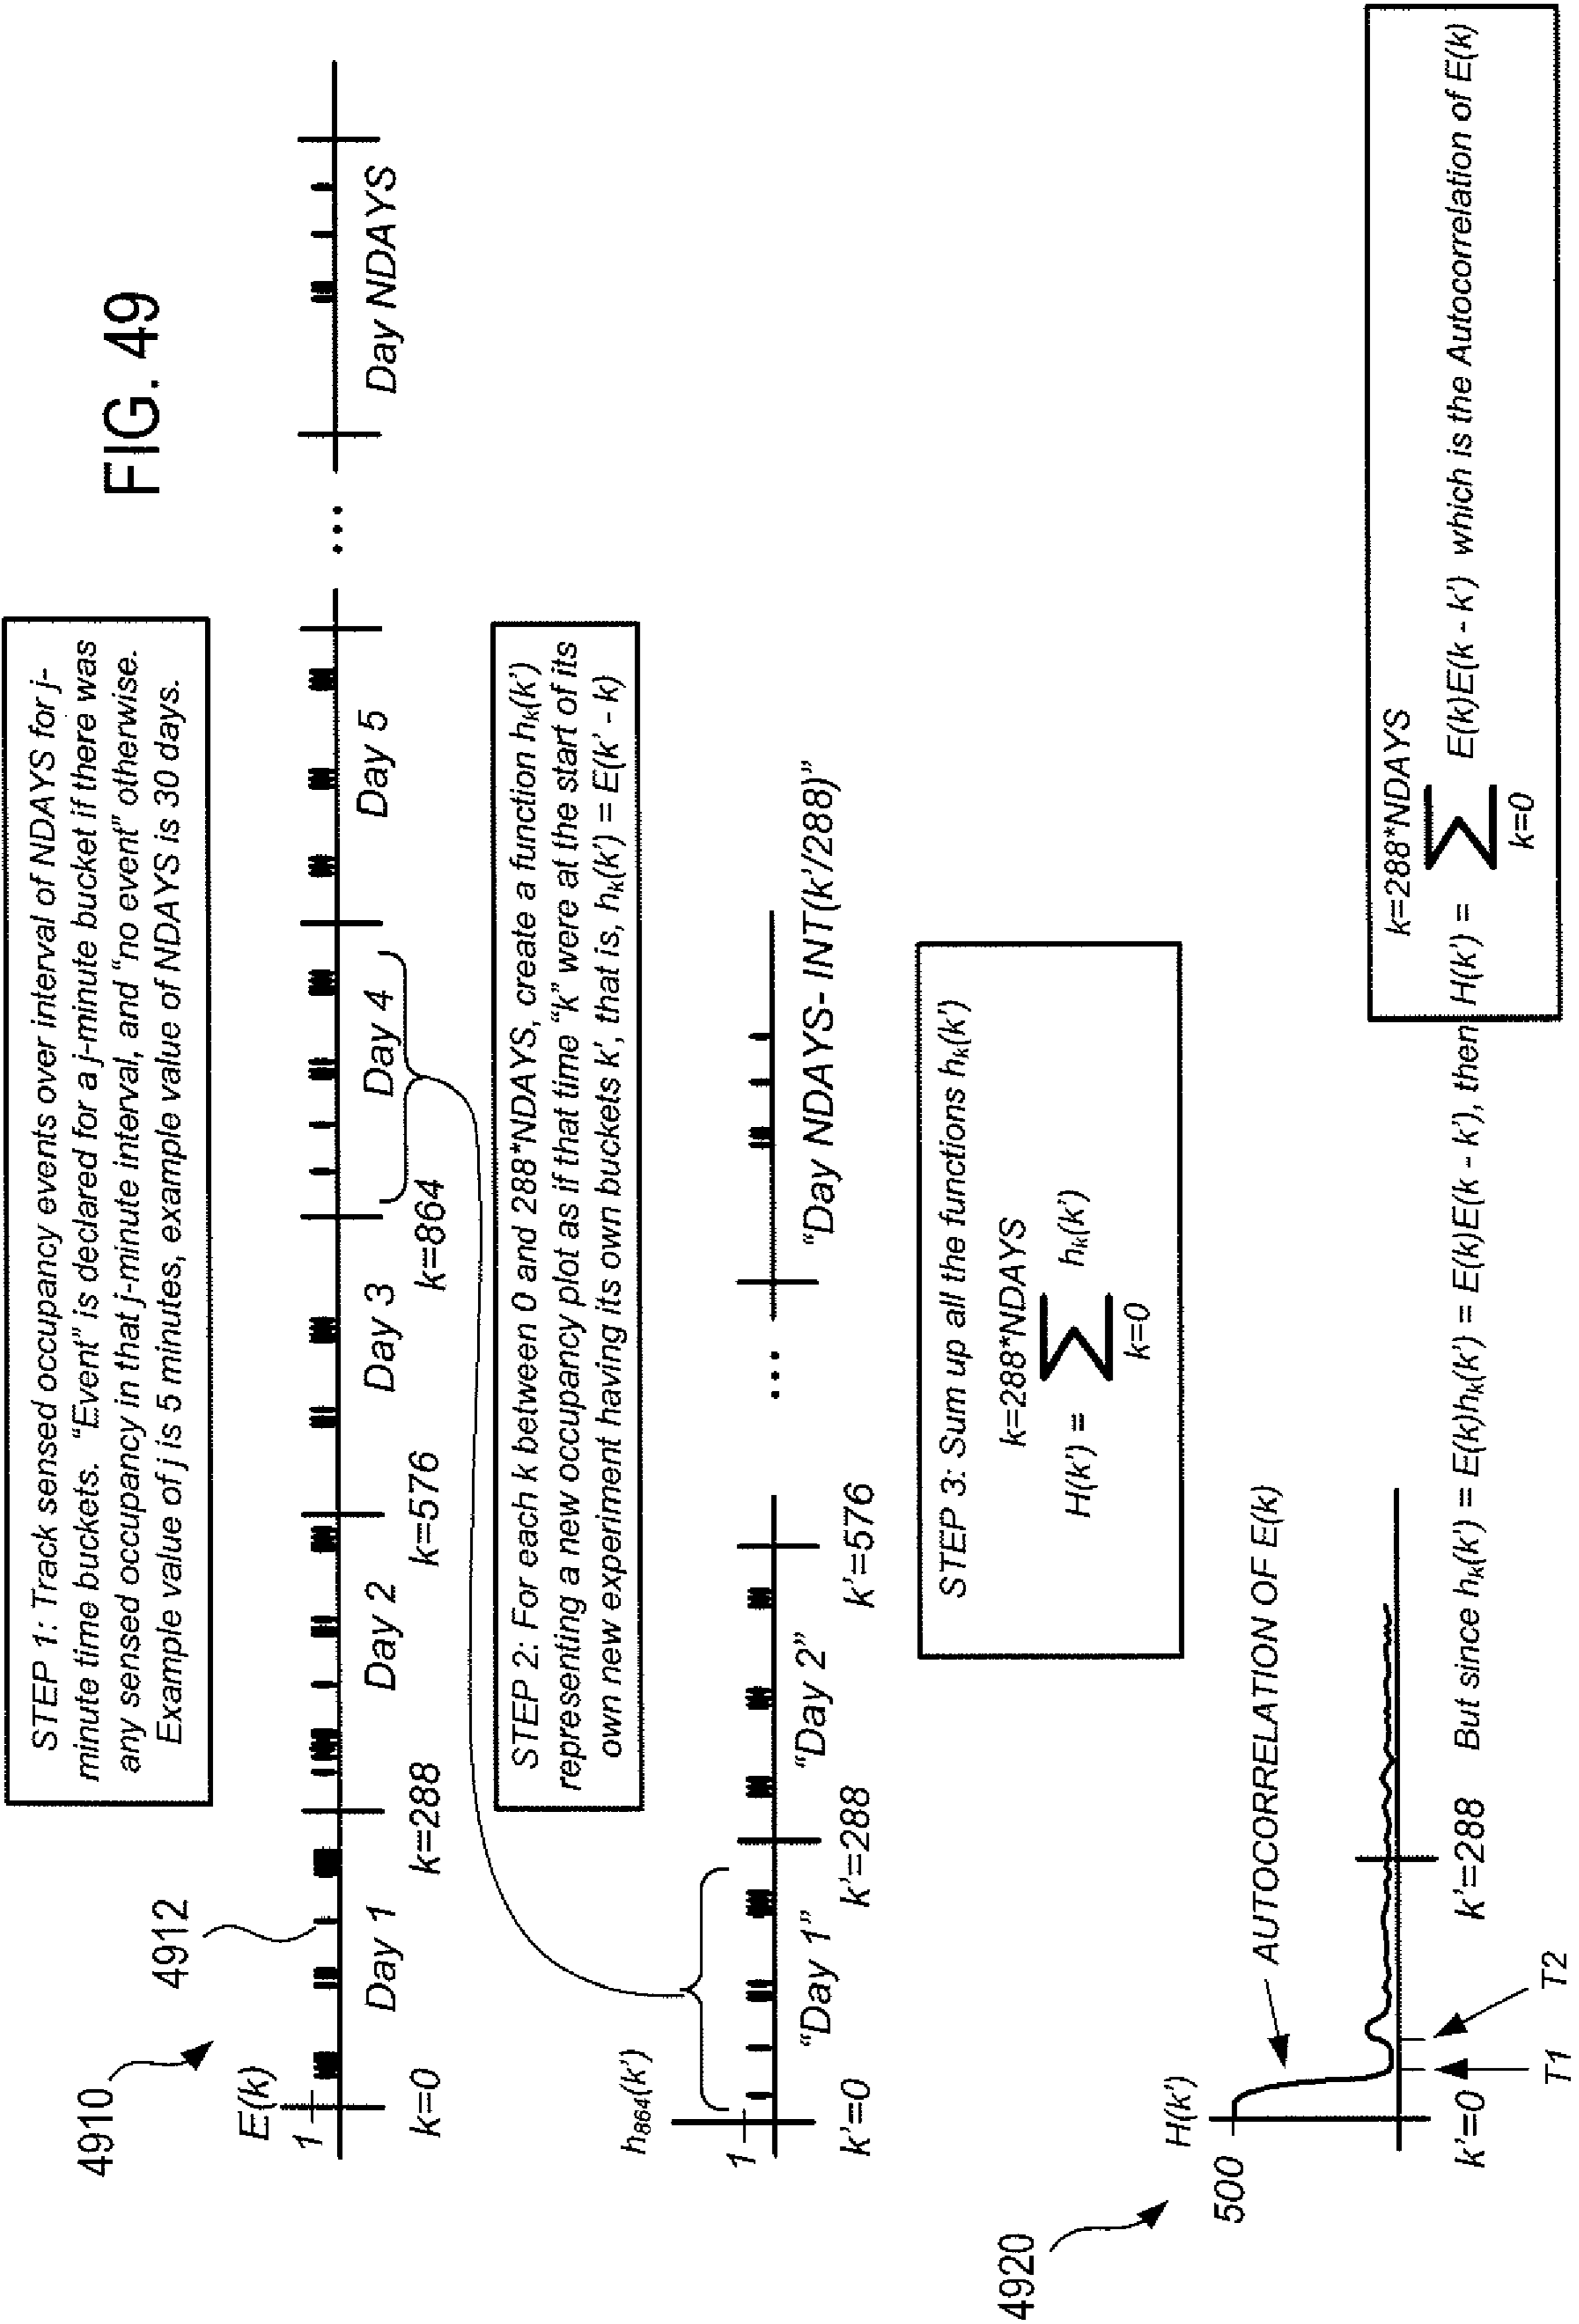 FIG. 49
STEP 1: Track sensed occupancy events over interval of NDAYS for j-
minute time buckets. “Event” is declared for a j-minute bucket if there was
any sensed occupancy in that j-minute interval, and “no event” otherwise.
Example value of j is 5 minutes, example value of NDAYS is 30 days.
4910
4912
E(k)
1
Day 1
Day 2
Day 3
Day 4
Day 5
...
Day NDAYS
k=0
k=288
k=576
k=864
STEP 2: For each k between 0 and 288*NDAYS, create a function hk(k’)
representing a new occupancy plot as if that time “k” were at the start of its
own new experiment having its own buckets k’, that is, hk(k’) = E(k’ - k)
h864(k’)
1
“Day 1”
“Day 2”
...
“Day NDAYS- INT(k’/288)”
k’=0
k’=288
k’=576
STEP 3: Sum up all the functions hk(k’)
k=288*NDAYS
H(k’) = ∑ hk(k’)
k=0
4920
H(k’)
500
AUTOCORRELATION OF E(k)
k’=0
k’=288
T1
T2
But since hk(k’) = E(k)hk(k’) = E(k)E(k - k’), then
k=288*NDAYS
H(k’) = ∑ E(k)E(k - k’) which is the Autocorrelation of E(k)
k=0